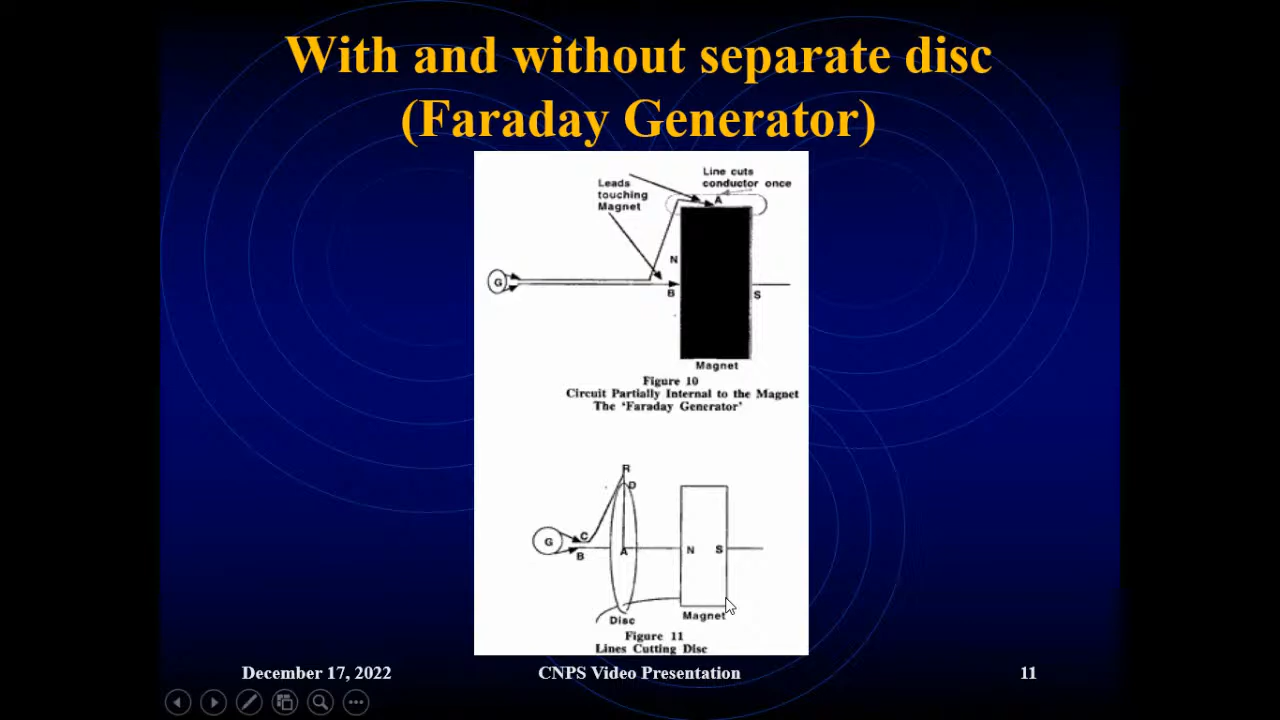 With and without separate disc
(Faraday Generator)
Line cuts
conductor once
Leads
touching
Magnet
A
N
G
B
S
Magnet
Figure 10
Circuit Partially Internal to the Magnet
The 'Faraday Generator'
R
D
C
G
B
A
N
S
Magnet
Disc
Figure 11
Lines Cutting Disc
December 17, 2022
CNPS Video Presentation
11